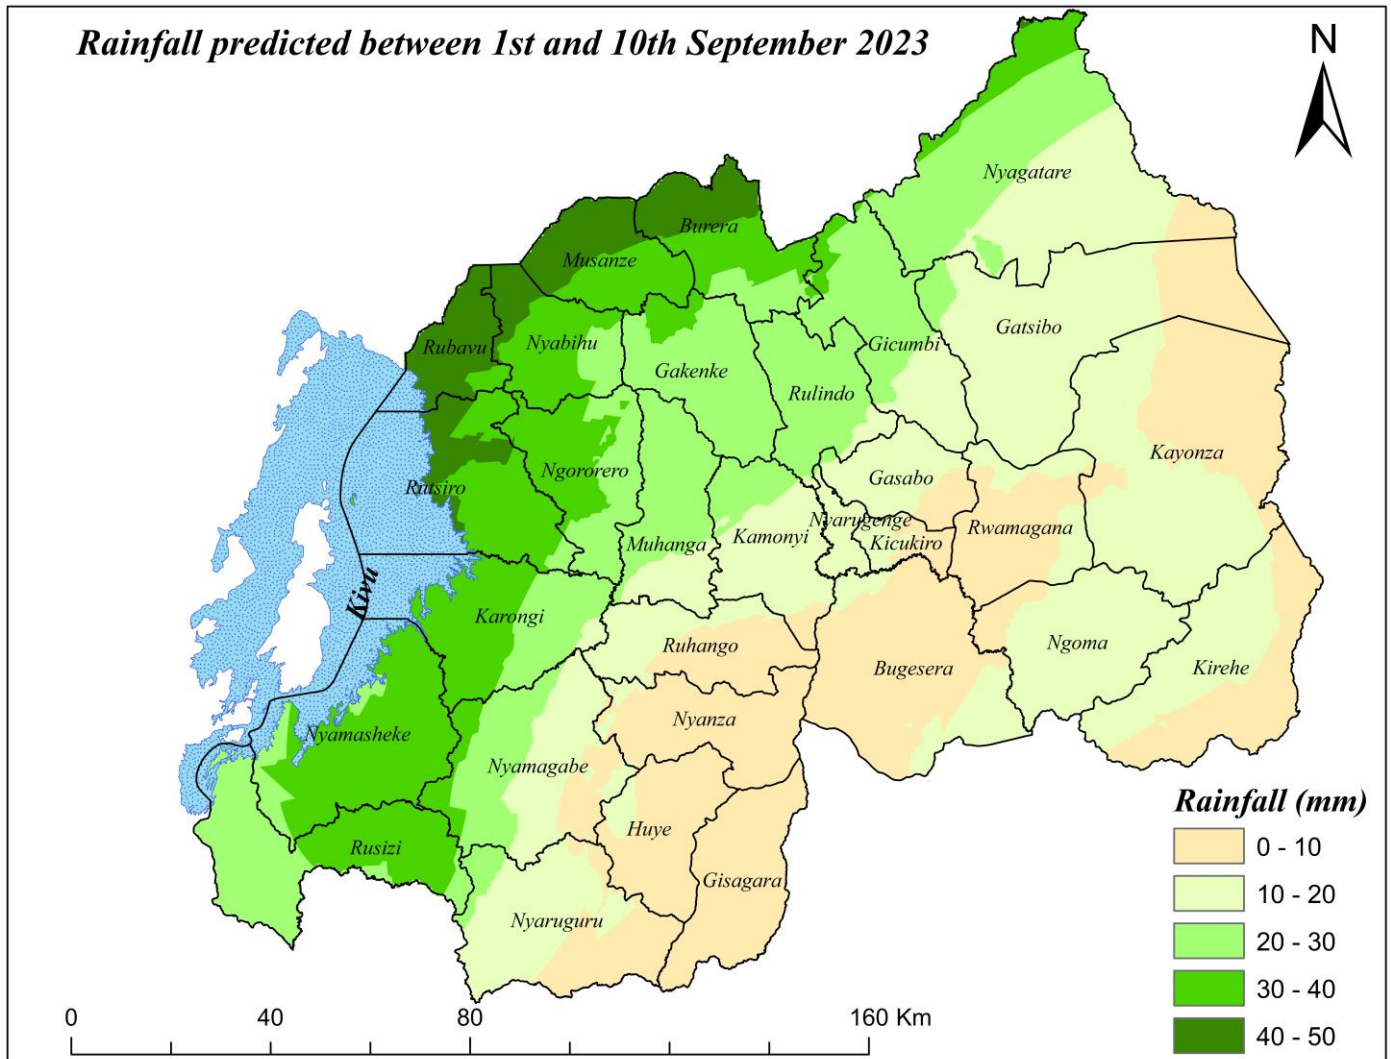 Rainfall predicted between 1st and 10th September 2023
N
Nyagatare
Burera
Musanze
Gatsibo
Rubavu
Nyabihu
Gicumbi
Gakenke
Rulindo
Kayonza
Ngororero
Gasabo
Rutsiro
Nyarugenge
Rwamagana
Muhanga
Kamonyi
Kicukiro
Kivu
Karongi
Ruhango
Bugesera
Ngoma
Kirehe
Nyanza
Nyamasheke
Nyamagabe
Huye
Rusizi
Gisagara
Nyaruguru
Rainfall (mm)
0 - 10
10 - 20
20 - 30
30 - 40
40 - 50
0 40 80 160 Km